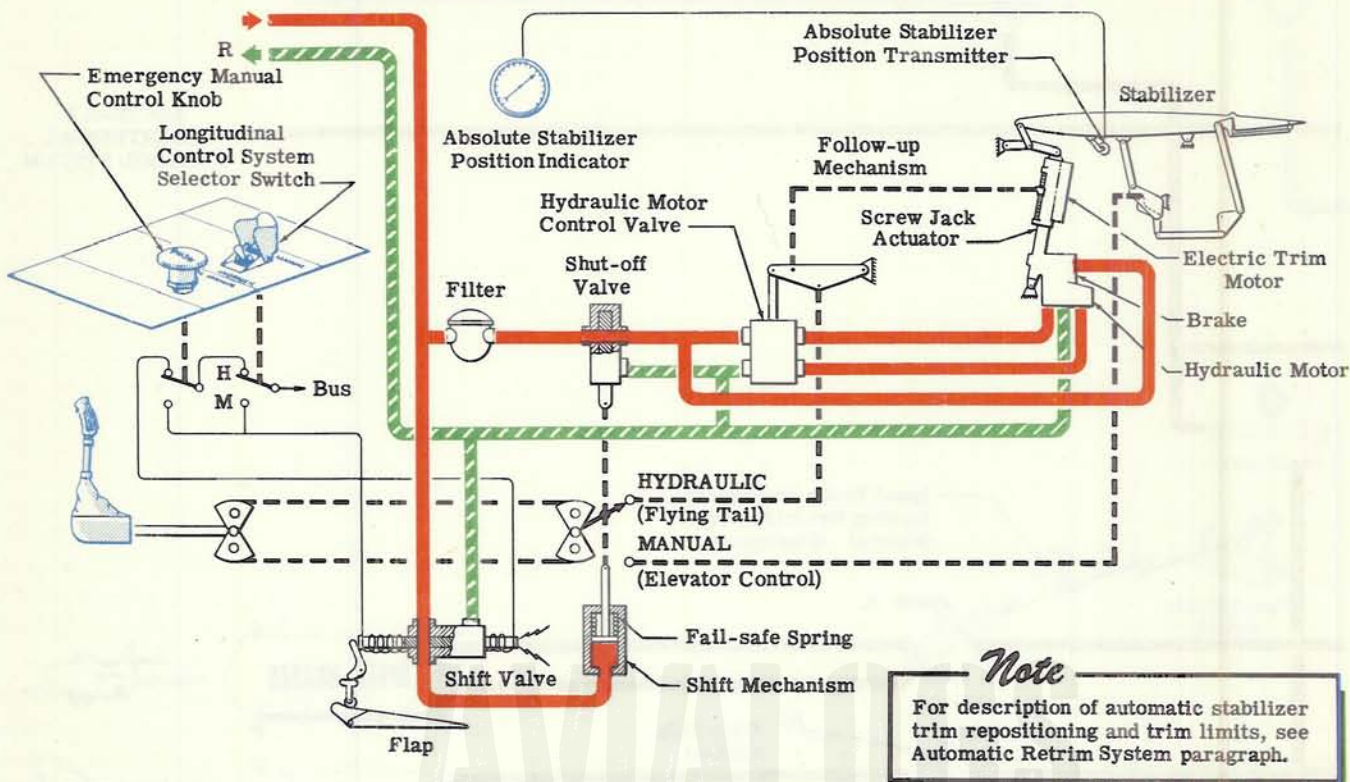 R
Emergency Manual
Control Knob
Longitudinal
Control System
Selector Switch
Absolute Stabilizer
Position Indicator
Absolute Stabilizer
Position Transmitter
Stabilizer
Follow-up
Mechanism
Hydraulic Motor
Control Valve
Screw Jack
Actuator
Shut-off
Valve
Filter
Electric Trim
Motor
Brake
Hydraulic Motor
H
M
Bus
HYDRAULIC
(Flying Tail)
MANUAL
(Elevator Control)
Fail-safe Spring
Shift Valve
Shift Mechanism
Flap
Note
For description of automatic stabilizer
trim repositioning and trim limits, see
Automatic Retrim System paragraph.